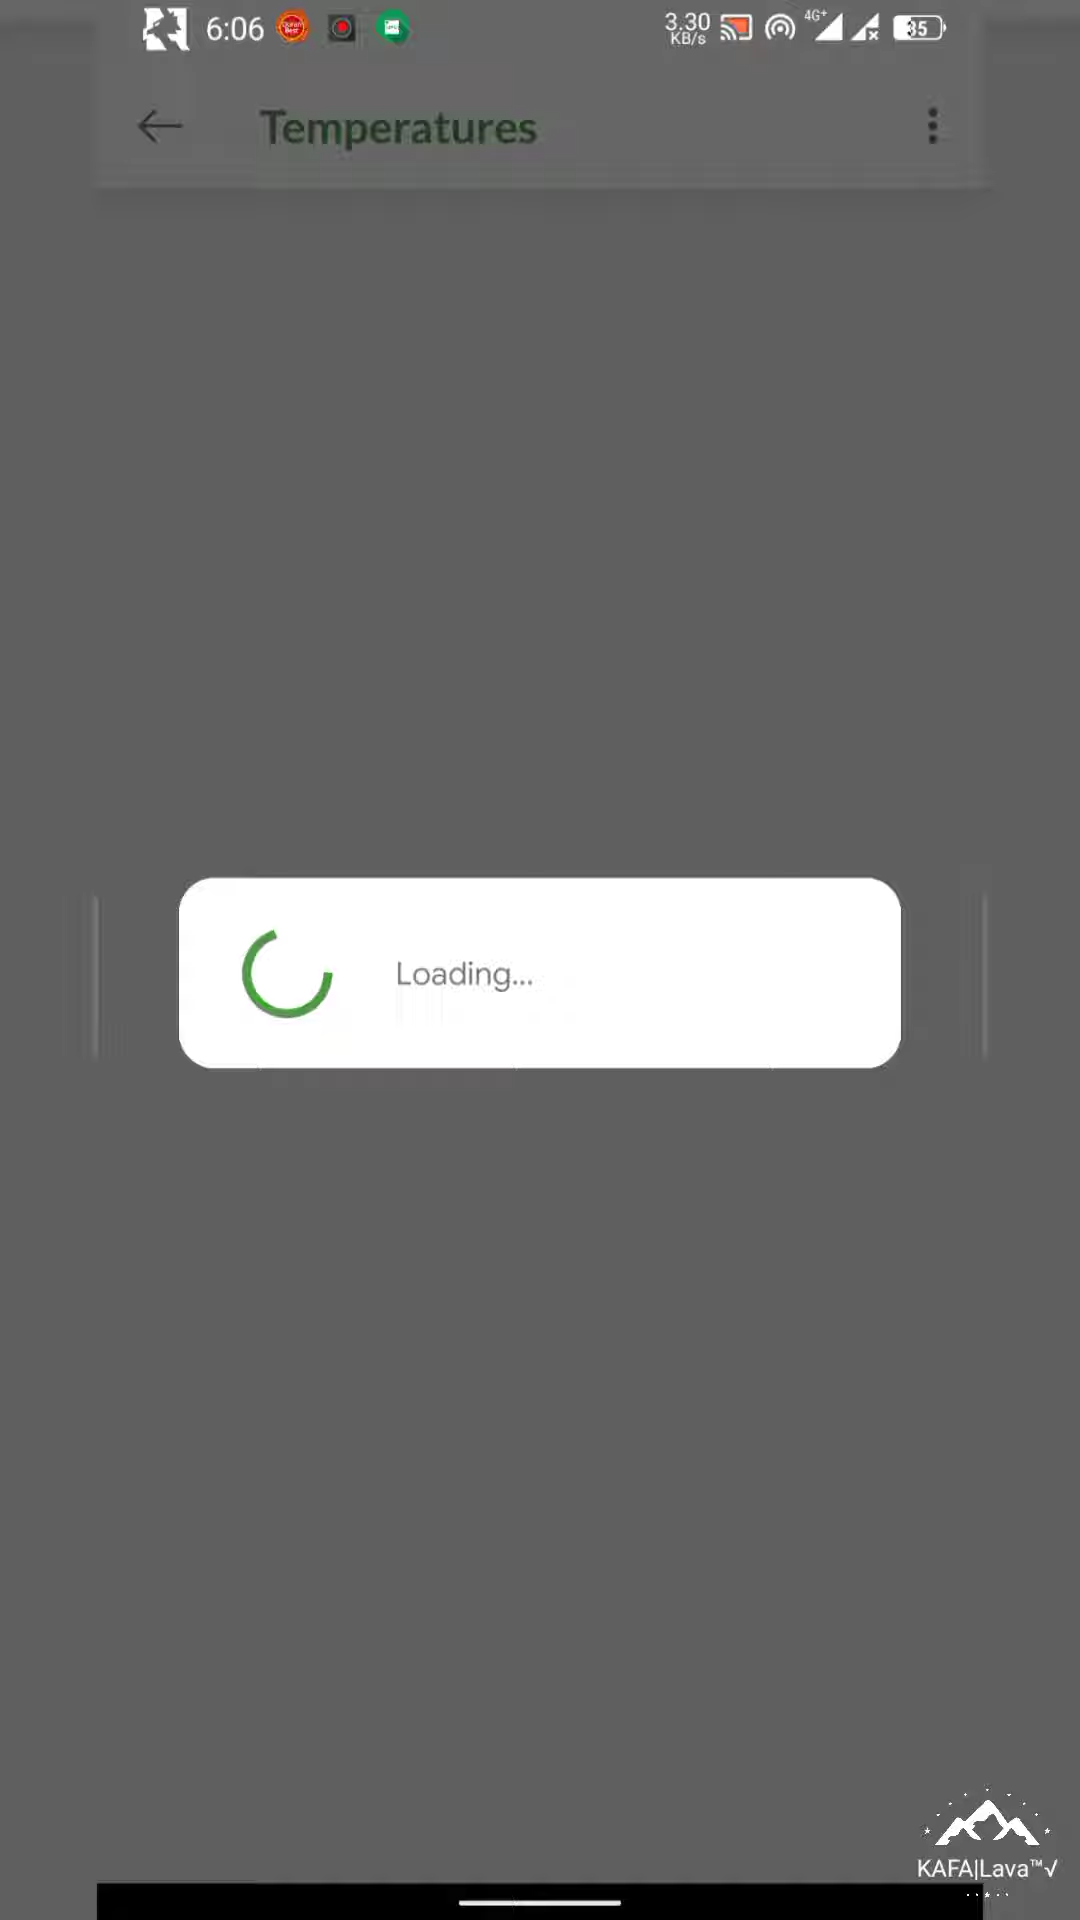 6:06
3.30
KB/s
4G+
35
Temperatures
Loading...
KAFA|Lava™√